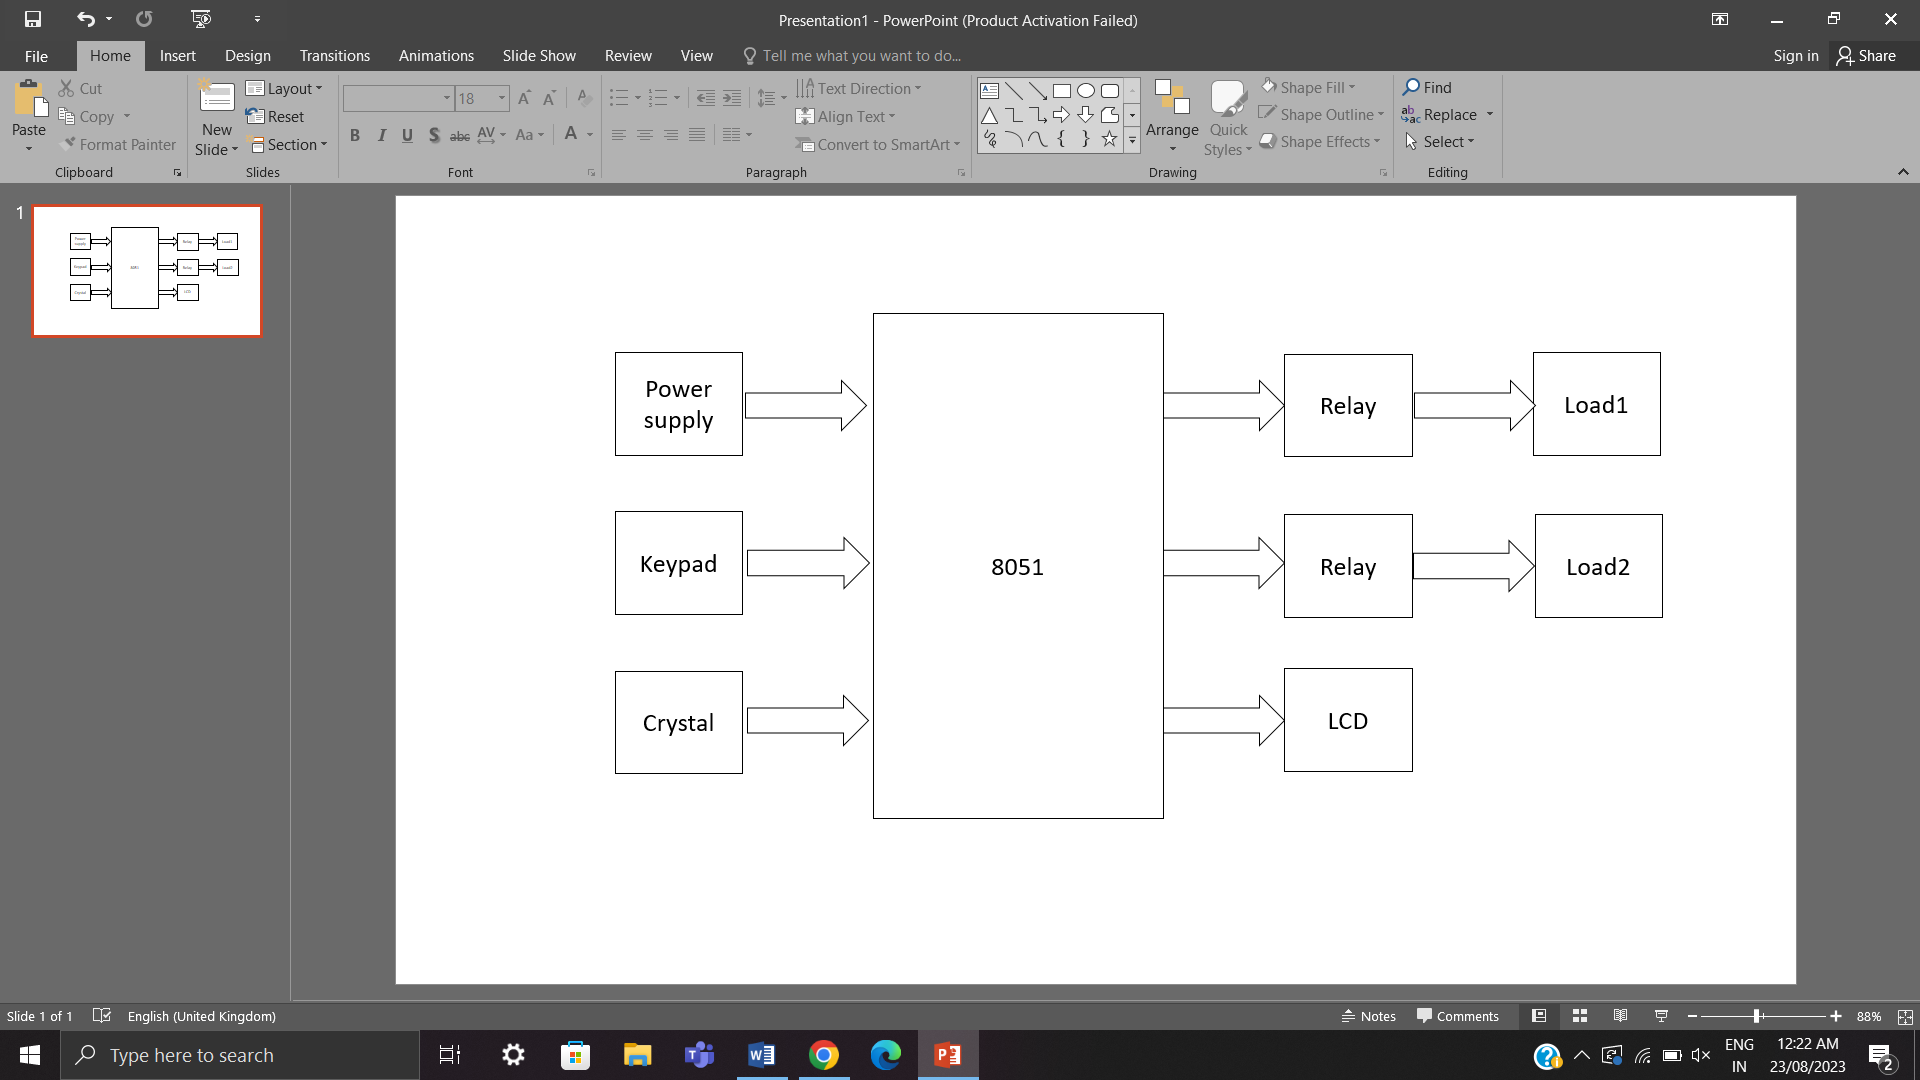 Presentation1 - PowerPoint (Product Activation Failed)
File Home Insert Design Transitions Animations Slide Show Review View Tell me what you want to do... Sign in Share
Paste
Cut
Copy
Format Painter
Clipboard
New
Slide
Layout
Reset
Section
Slides
18
B I U S abc AV Aa A
Font
Text Direction
Align Text
Convert to SmartArt
Paragraph
Arrange
Quick
Styles
Shape Fill
Shape Outline
Shape Effects
Drawing
Find
Replace
Select
Editing
1
Power
supply
Keypad
Crystal
8051
Relay
Load1
Relay
Load2
LCD
Slide 1 of 1 English (United Kingdom) Notes Comments 88%
Type here to search
ENG
IN
12:22 AM
23/08/2023
2